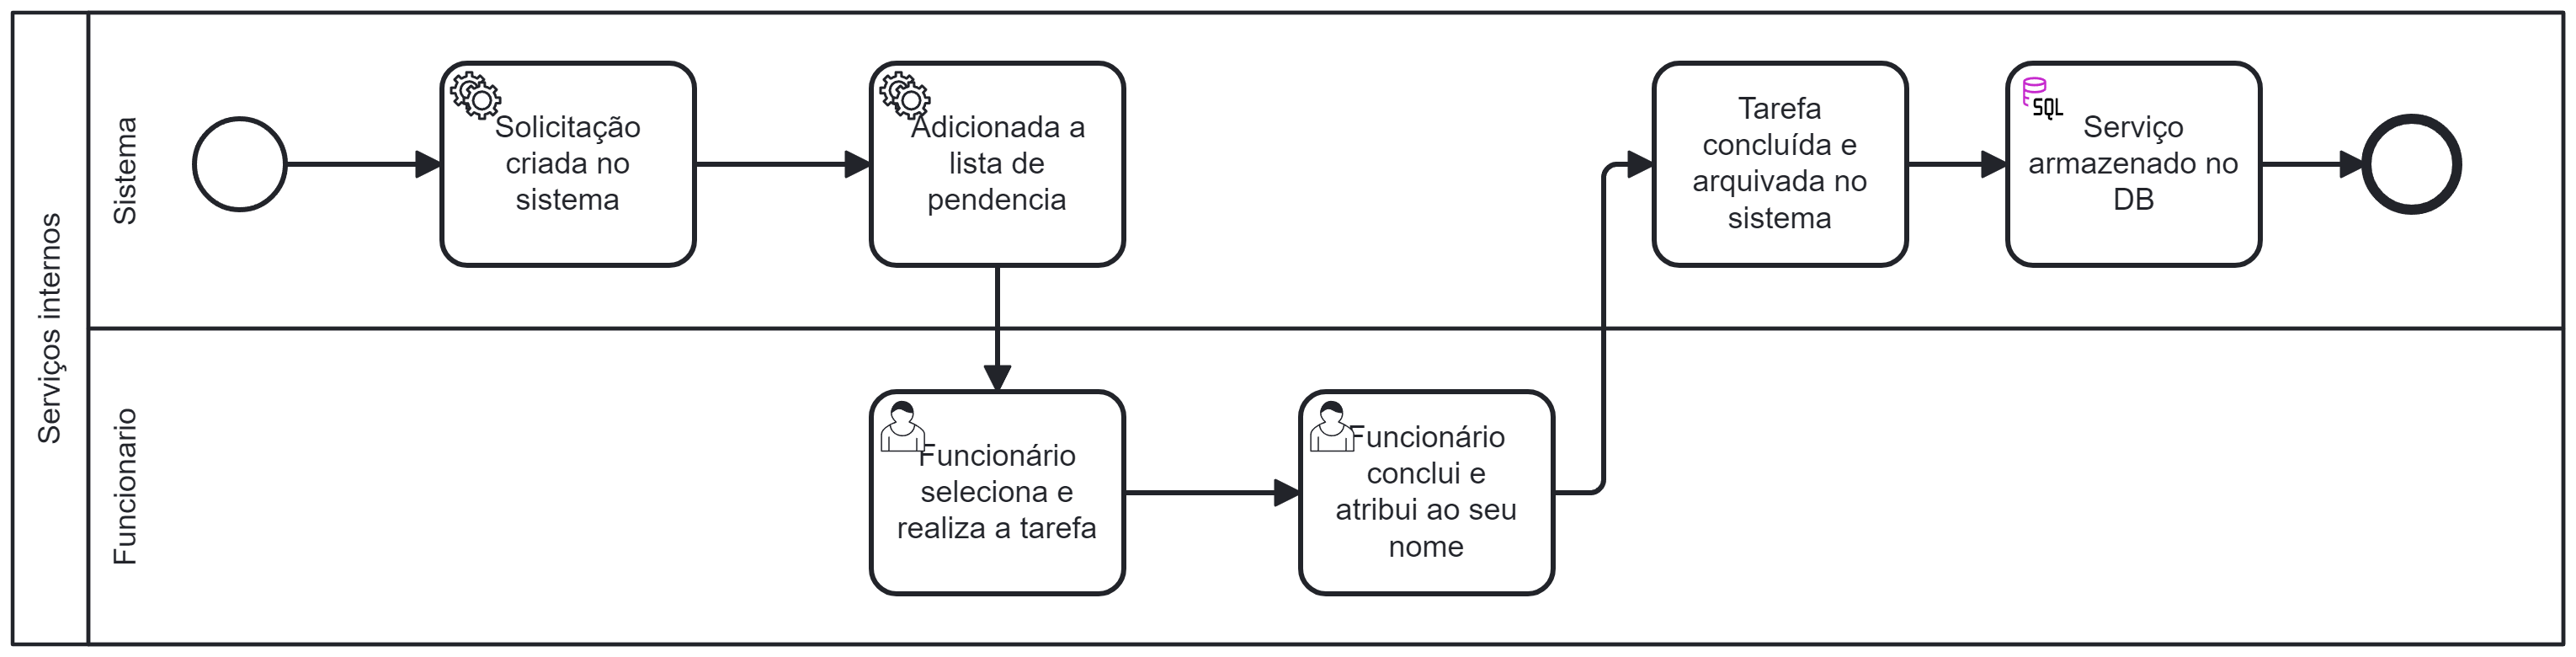 Serviços internos
Sistema
Solicitação
criada no
sistema
Adicionada a
lista de
pendencia
Tarefa
concluída e
arquivada no
sistema
SQL
Serviço
armazenado no
DB
Funcionario
Funcionário
seleciona e
realiza a tarefa
Funcionário
conclui e
atribui ao seu
nome